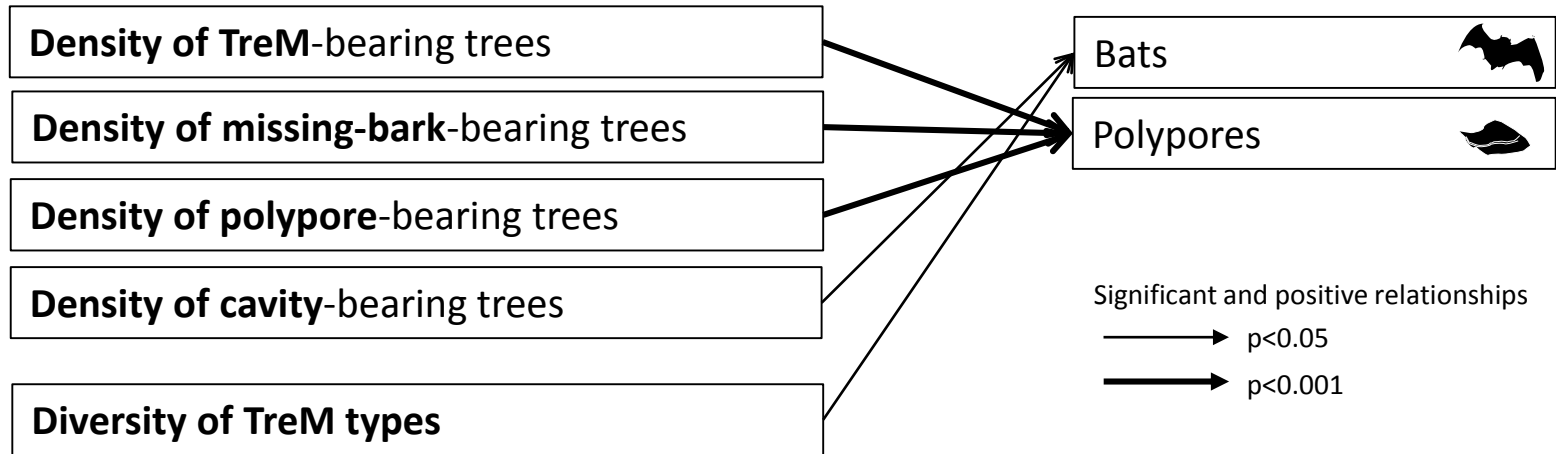 Density of TreM-bearing trees
Density of missing-bark-bearing trees
Density of polypore-bearing trees
Density of cavity-bearing trees
Diversity of TreM types
Bats
Polypores
Significant and positive relationships
p<0.05
p<0.001